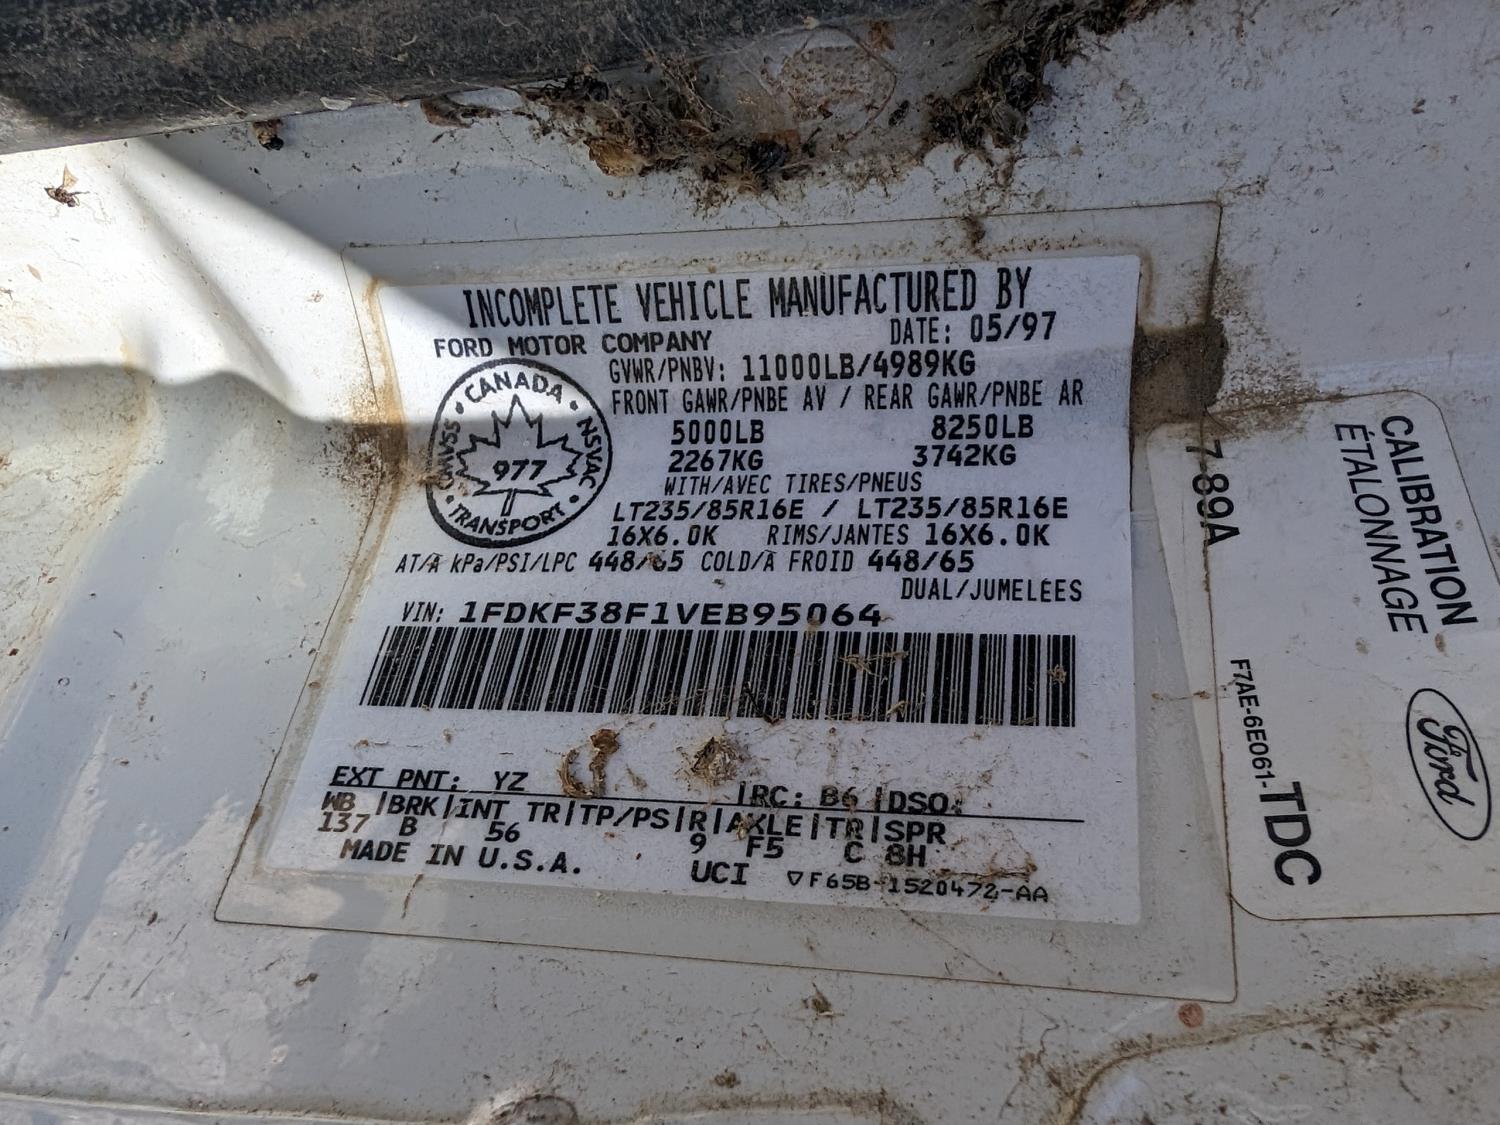 INCOMPLETE VEHICLE MANUFACTURED BY
FORD MOTOR COMPANY
DATE: 05/97
GVWR/PNBV: 11000LB/4989KG
FRONT GAWR/PNBE AV / REAR GAWR/PNBE AR
5000LB 8250LB
2267KG 3742KG
WITH/AVEC TIRES/PNEUS
LT235/85R16E / LT235/85R16E
16X6.0K RIMS/JANTES 16X6.0K
AT/À kPa/PSI/LPC 448/65 COLD/À FROID 448/65
DUAL/JUMELÉES
CANADA
CMVSS NSVAC
977
TRANSPORT
VIN: 1FDKF38F1VEB95064
EXT PNT: YZ |RC: B6 |DSO:
WB |BRK|INT TR|TP/PS|R|AXLE|TR|SPR
137 B 56 9 F5 C 8H
MADE IN U.S.A. UCI ▽F65B-1520472-AA
CALIBRATION
ÉTALONNAGE
7-89A
Ford
F7AE-6E061-TDC